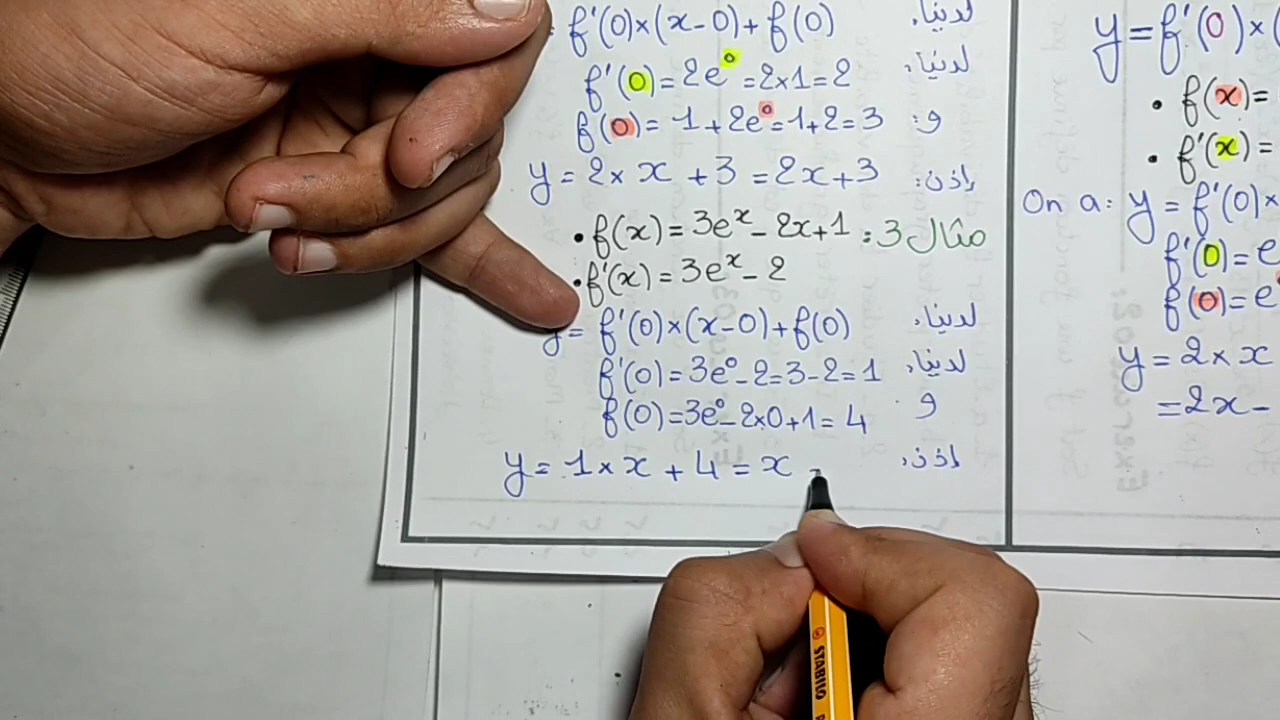 = f'(0)×(x-0)+f(0) لدينا،
f'(0)=2e⁰=2×1=2 لدينا،
f(0)=1+2e⁰=1+2=3 و:
y=2×x+3=2x+3 إذن:
• f(x)=3eˣ-2x+1 :مثال 3
• f'(x)=3eˣ-2
y= f'(0)×(x-0)+f(0) لدينا،
f'(0)=3e⁰-2=3-2=1 لدينا،
f(0)=3e⁰-2×0+1=4 و
y=1×x+4=x إذن،
y=f'(0)×(
• f(x)=
• f'(x)=
On a: y=f'(0)×
f'(0)=e
f(0)=e
y=2×x
=2x-
STABILO